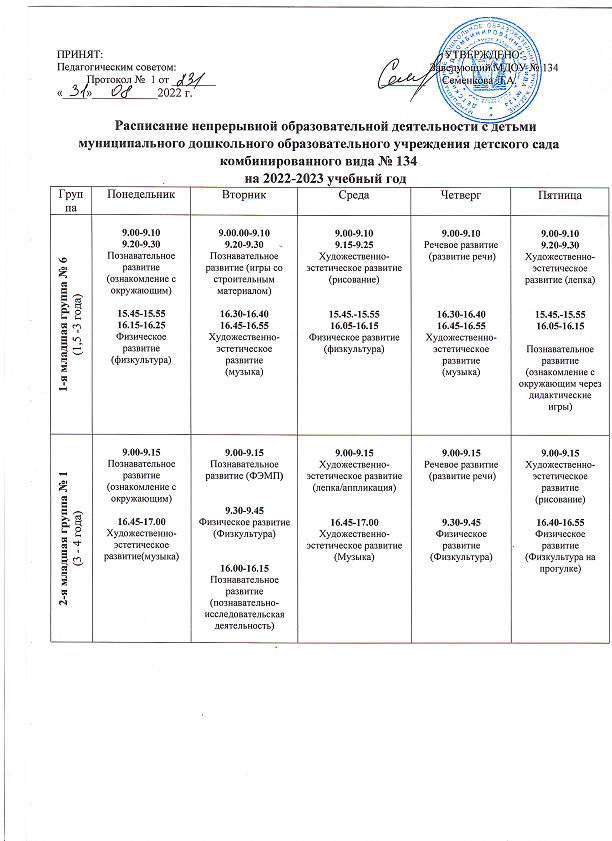 ПРИНЯТ:
Педагогическим советом:
Протокол № 1 от
«31» 08 2022 г.
УТВЕРЖДЕНО:
Заведующий МДОУ № 134
Семенкова Л.А.
Расписание непрерывной образовательной деятельности с детьми
муниципального дошкольного образовательного учреждения детского сада
комбинированного вида № 134
на 2022-2023 учебный год
Груп
па
Понедельник
Вторник
Среда
Четверг
Пятница
1-я младшая группа № 6
(1,5 -3 года)
9.00-9.10
9.20-9.30
Познавательное
развитие
(ознакомление с
окружающим)
15.45-15.55
16.15-16.25
Физическое
развитие
(физкультура)
9.00.00-9.10
9.20-9.30
Познавательное
развитие (игры со
строительным
материалом)
16.30-16.40
16.45-16.55
Художественно-
эстетическое
развитие
(музыка)
9.00-9.10
9.15-9.25
Художественно-
эстетическое развитие
(рисование)
15.45.-15.55
16.05-16.15
Физическое развитие
(физкультура)
9.00-9.10
Речевое развитие
(развитие речи)
16.30-16.40
16.45-16.55
Художественно-
эстетическое
развитие
(музыка)
9.00-9.10
9.20-9.30
Художественно-
эстетическое
развитие (лепка)
15.45.-15.55
16.05-16.15
Познавательное
развитие
(ознакомление с
окружающим через
дидактические
игры)
2-я младшая группа № 1
(3 - 4 года)
9.00-9.15
Познавательное
развитие
(ознакомление с
окружающим)
16.45-17.00
Художественно-
эстетическое
развитие(музыка)
9.00-9.15
Познавательное
развитие (ФЭМП)
9.30-9.45
Физическое развитие
(Физкультура)
16.00-16.15
Познавательное
развитие
(познавательно-
исследовательская
деятельность)
9.00-9.15
Художественно-
эстетическое развитие
(лепка/аппликация)
16.45-17.00
Художественно-
эстетическое развитие
(Музыка)
9.00-9.15
Речевое развитие
(развитие речи)
9.30-9.45
Физическое
развитие
(Физкультура)
9.00-9.15
Художественно-
эстетическое
развитие
(рисование)
16.40-16.55
Физическое
развитие
(Физкультура на
прогулке)